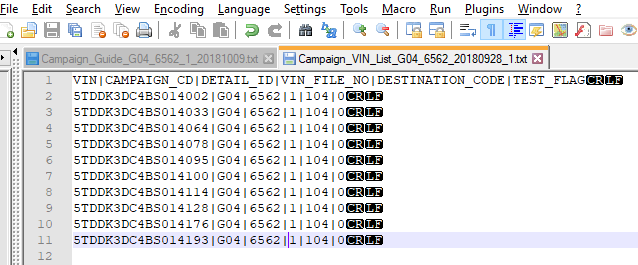 File Edit Search View Encoding Language Settings Tools Macro Run Plugins Window ?
Campaign_Guide_G04_6562_1_20181009.txt Campaign_VIN_List_G04_6562_20180928_1.txt
1 VIN|CAMPAIGN_CD|DETAIL_ID|VIN_FILE_NO|DESTINATION_CODE|TEST_FLAGCRLF
2 5TDDK3DC4BS014002|G04|6562|1|104|0CRLF
3 5TDDK3DC4BS014033|G04|6562|1|104|0CRLF
4 5TDDK3DC4BS014064|G04|6562|1|104|0CRLF
5 5TDDK3DC4BS014078|G04|6562|1|104|0CRLF
6 5TDDK3DC4BS014095|G04|6562|1|104|0CRLF
7 5TDDK3DC4BS014100|G04|6562|1|104|0CRLF
8 5TDDK3DC4BS014114|G04|6562|1|104|0CRLF
9 5TDDK3DC4BS014128|G04|6562|1|104|0CRLF
10 5TDDK3DC4BS014176|G04|6562|1|104|0CRLF
11 5TDDK3DC4BS014193|G04|6562|1|104|0CRLF
12